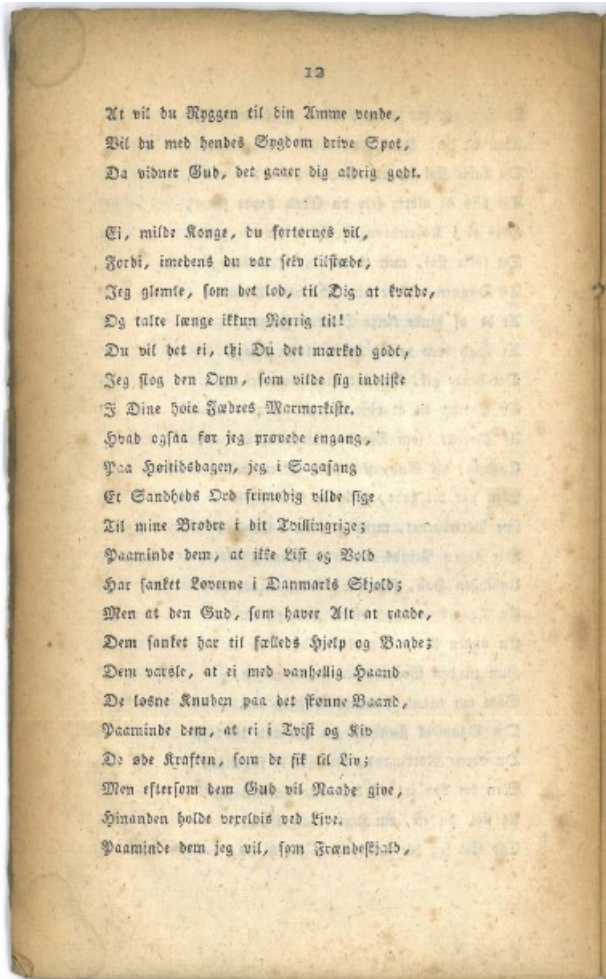 12
At vil du Ryggen til din Amme vende,
Vil du med hendes Sygdom drive Spot,
Da vidner Gud, det gaaer dig aldrig godt.
Ei, milde Konge, du fortørnes vil,
Fordi, imedens du var selv tilstæde,
Jeg glemte, som det lod, til Dig at kvæde,
Og talte længe ikkun Norrig til!
Du vil det ei, thi Du det mærked godt,
Jeg slog den Orm, som vilde sig indliste
I Dine høie Fædres Marmorkiste.
Hvad ogsaa før jeg prøvede engang,
Paa Høitidsdagen, jeg i Sagasang
Et Sandheds Ord frimodig vilde sige
Til mine Brødre i dit Tvillingrige;
Paaminde dem, at ikke List og Vold
Har sanket Løverne i Danmarks Skjold;
Men at den Gud, som haver Alt at raade,
Dem sanket har til fælleds Hjelp og Baade;
Dem varsle, at ei med vanhellig Haand
De løsne Knuden paa det skønne Baand,
Paaminde dem, at ei i Tvist og Kiv
De øde Kraften, som de fik til Liv;
Men eftersom dem Gud vil Naade give,
Hinanden holde verelvis ved Live.
Paaminde dem jeg vil, som Frændeskjald,